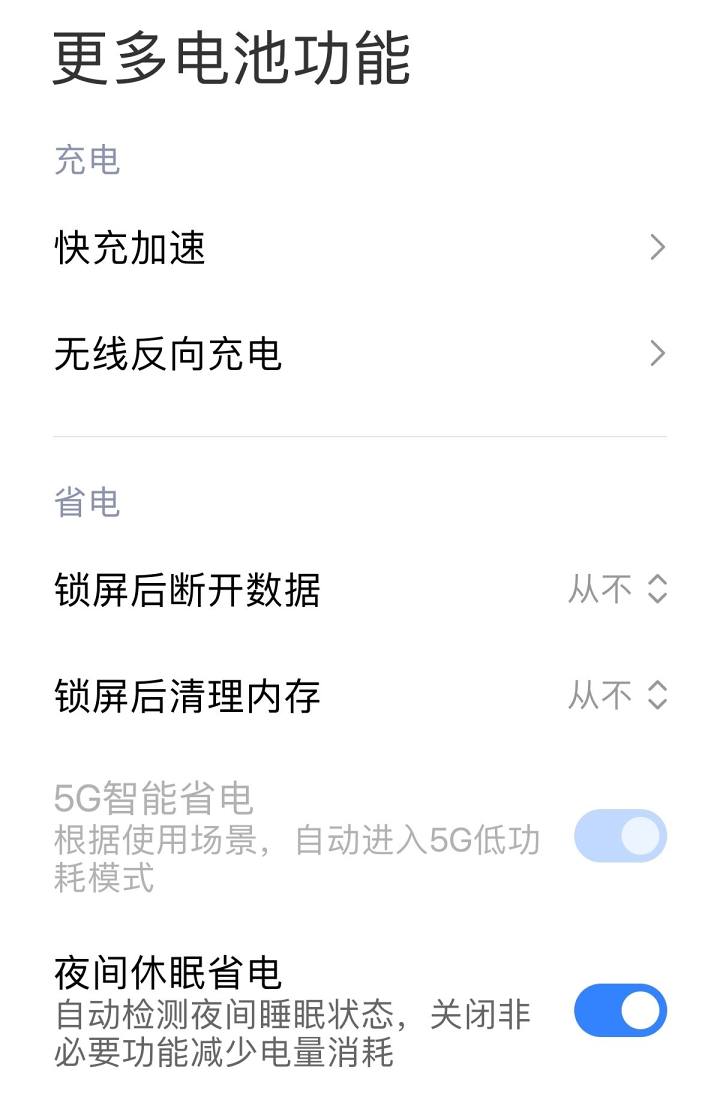 更多电池功能
充电
快充加速
无线反向充电
省电
锁屏后断开数据 从不
锁屏后清理内存 从不
5G智能省电
根据使用场景，自动进入5G低功
耗模式
夜间休眠省电
自动检测夜间睡眠状态，关闭非
必要功能减少电量消耗